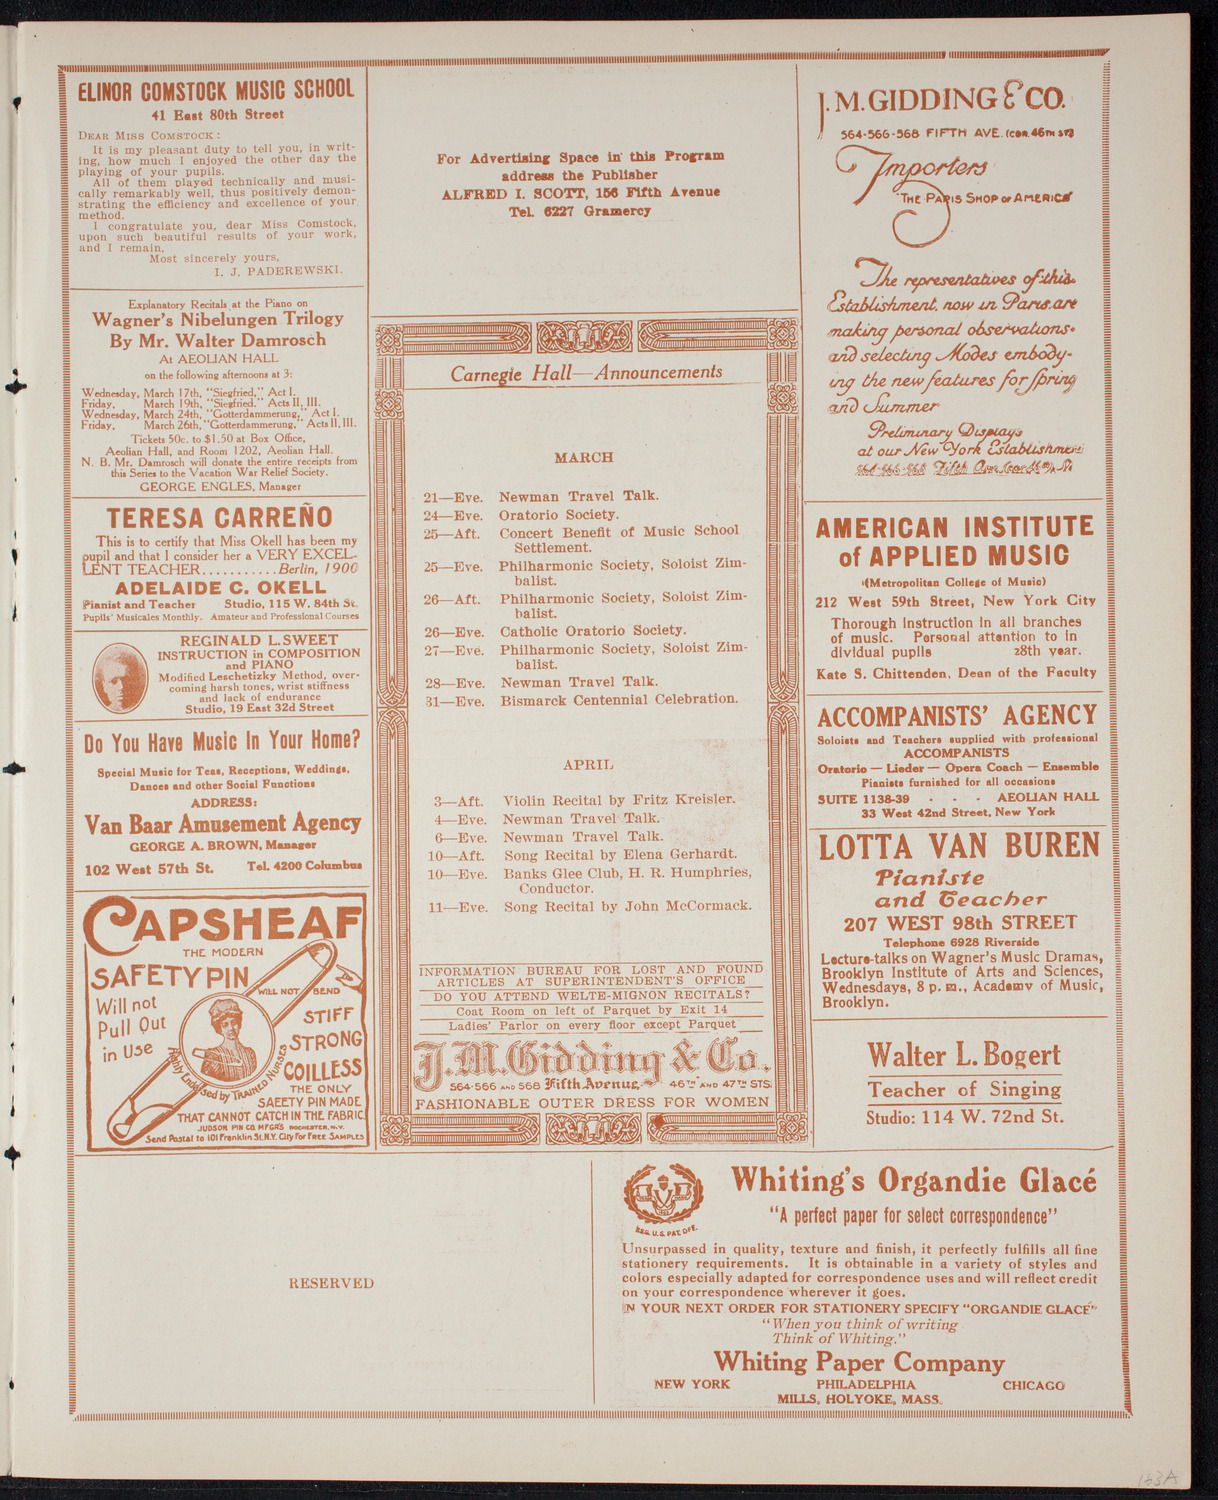 ELINOR COMSTOCK MUSIC SCHOOL
41 East 80th Street
DEAR MISS COMSTOCK:
It is my pleasant duty to tell you, in writ-
ing, how much I enjoyed the other day the
playing of your pupils.
All of them played technically and musi-
cally remarkably well, thus positively demon-
strating the efficiency and excellence of your
method.
I congratulate you, dear Miss Comstock,
upon such beautiful results of your work,
and I remain,
Most sincerely yours,
I. J. PADEREWSKI.
Explanatory Recitals at the Piano on
Wagner's Nibelungen Trilogy
By Mr. Walter Damrosch
At AEOLIAN HALL
on the following afternoons at 3:
Wednesday, March 17th, "Siegfried," Act I.
Friday, March 19th, "Siegfried." Acts II, III.
Wednesday, March 24th, "Gotterdammerung," Act I.
Friday, March 26th, "Gotterdammerung," Acts II, III.
Tickets 50c. to $1.50 at Box Office,
Aeolian Hall, and Room 1202, Aeolian Hall.
N. B. Mr. Damrosch will donate the entire receipts from
this Series to the Vacation War Relief Society.
GEORGE ENGLES, Manager
TERESA CARREÑO
This is to certify that Miss Okell has been my
pupil and that I consider her a VERY EXCEL-
LENT TEACHER...........Berlin, 1900
ADELAIDE C. OKELL
Pianist and Teacher Studio, 115 W. 84th St.
Pupils' Musicales Monthly. Amateur and Professional Courses
REGINALD L. SWEET
INSTRUCTION in COMPOSITION
and PIANO
Modified Leschetizky Method, over-
coming harsh tones, wrist stiffness
and lack of endurance
Studio, 19 East 32d Street
Do You Have Music In Your Home?
Special Music for Teas, Receptions, Weddings,
Dances and other Social Functions
ADDRESS:
Van Baar Amusement Agency
GEORGE A. BROWN, Manager
102 West 57th St. Tel. 4200 Columbus
CAPSHEAF
THE MODERN
SAFETY PIN
WILL NOT BEND
Will not
Pull Out
in Use
STIFF
STRONG
COILLESS
Highly Endorsed by TRAINED NURSES
THE ONLY
SAFETY PIN MADE
THAT CANNOT CATCH IN THE FABRIC.
JUDSON PIN CO. MFGRS ROCHESTER, N.Y.
Send Postal to 101 Franklin St. N.Y. City for FREE SAMPLES
For Advertising Space in this Program
address the Publisher
ALFRED I. SCOTT, 156 Fifth Avenue
Tel. 6227 Gramercy
Carnegie Hall—Announcements
MARCH
21—Eve. Newman Travel Talk.
24—Eve. Oratorio Society.
25—Aft. Concert Benefit of Music School
Settlement.
25—Eve. Philharmonic Society, Soloist Zim-
balist.
26—Aft. Philharmonic Society, Soloist Zim-
balist.
26—Eve. Catholic Oratorio Society.
27—Eve. Philharmonic Society, Soloist Zim-
balist.
28—Eve. Newman Travel Talk.
31—Eve. Bismarck Centennial Celebration.
APRIL
3—Aft. Violin Recital by Fritz Kreisler.
4—Eve. Newman Travel Talk.
6—Eve. Newman Travel Talk.
10—Aft. Song Recital by Elena Gerhardt.
10—Eve. Banks Glee Club, H. R. Humphries,
Conductor.
11—Eve. Song Recital by John McCormack.
INFORMATION BUREAU FOR LOST AND FOUND
ARTICLES AT SUPERINTENDENT'S OFFICE
DO YOU ATTEND WELTE-MIGNON RECITALS?
Coat Room on left of Parquet by Exit 14
Ladies' Parlor on every floor except Parquet
J.M. Gidding & Co.
564-566 AND 568 Fifth Avenue, 46TH AND 47TH STS.
FASHIONABLE OUTER DRESS FOR WOMEN
J. M. GIDDING & CO.
564-566-568 FIFTH AVE. (COR. 46TH ST.)
Importers
"THE PARIS SHOP OF AMERICA"
The representatives of this
Establishment, now in Paris are
making personal observations
and selecting Modes embody-
ing the new features for Spring
and Summer
Preliminary Displays
at our New York Establishment
564-566-568 Fifth Ave.
AMERICAN INSTITUTE
of APPLIED MUSIC
(Metropolitan College of Music)
212 West 59th Street, New York City
Thorough instruction in all branches
of music. Personal attention to in
dividual pupils 28th year.
Kate S. Chittenden, Dean of the Faculty
ACCOMPANISTS' AGENCY
Soloists and Teachers supplied with professional
ACCOMPANISTS
Oratorio — Lieder — Opera Coach — Ensemble
Pianists furnished for all occasions
SUITE 1138-39 - - - AEOLIAN HALL
33 West 42nd Street, New York
LOTTA VAN BUREN
Pianiste
and Teacher
207 WEST 98th STREET
Telephone 6928 Riverside
Lecture-talks on Wagner's Music Dramas,
Brooklyn Institute of Arts and Sciences,
Wednesdays, 8 p. m., Academy of Music,
Brooklyn.
Walter L. Bogert
Teacher of Singing
Studio: 114 W. 72nd St.
RESERVED
REG. U.S. PAT. OFF.
Whiting's Organdie Glacé
"A perfect paper for select correspondence"
Unsurpassed in quality, texture and finish, it perfectly fulfills all fine
stationery requirements. It is obtainable in a variety of styles and
colors especially adapted for correspondence uses and will reflect credit
on your correspondence wherever it goes.
IN YOUR NEXT ORDER FOR STATIONERY SPECIFY "ORGANDIE GLACÉ"
"When you think of writing
Think of Whiting."
Whiting Paper Company
NEW YORK PHILADELPHIA CHICAGO
MILLS, HOLYOKE, MASS.
163A